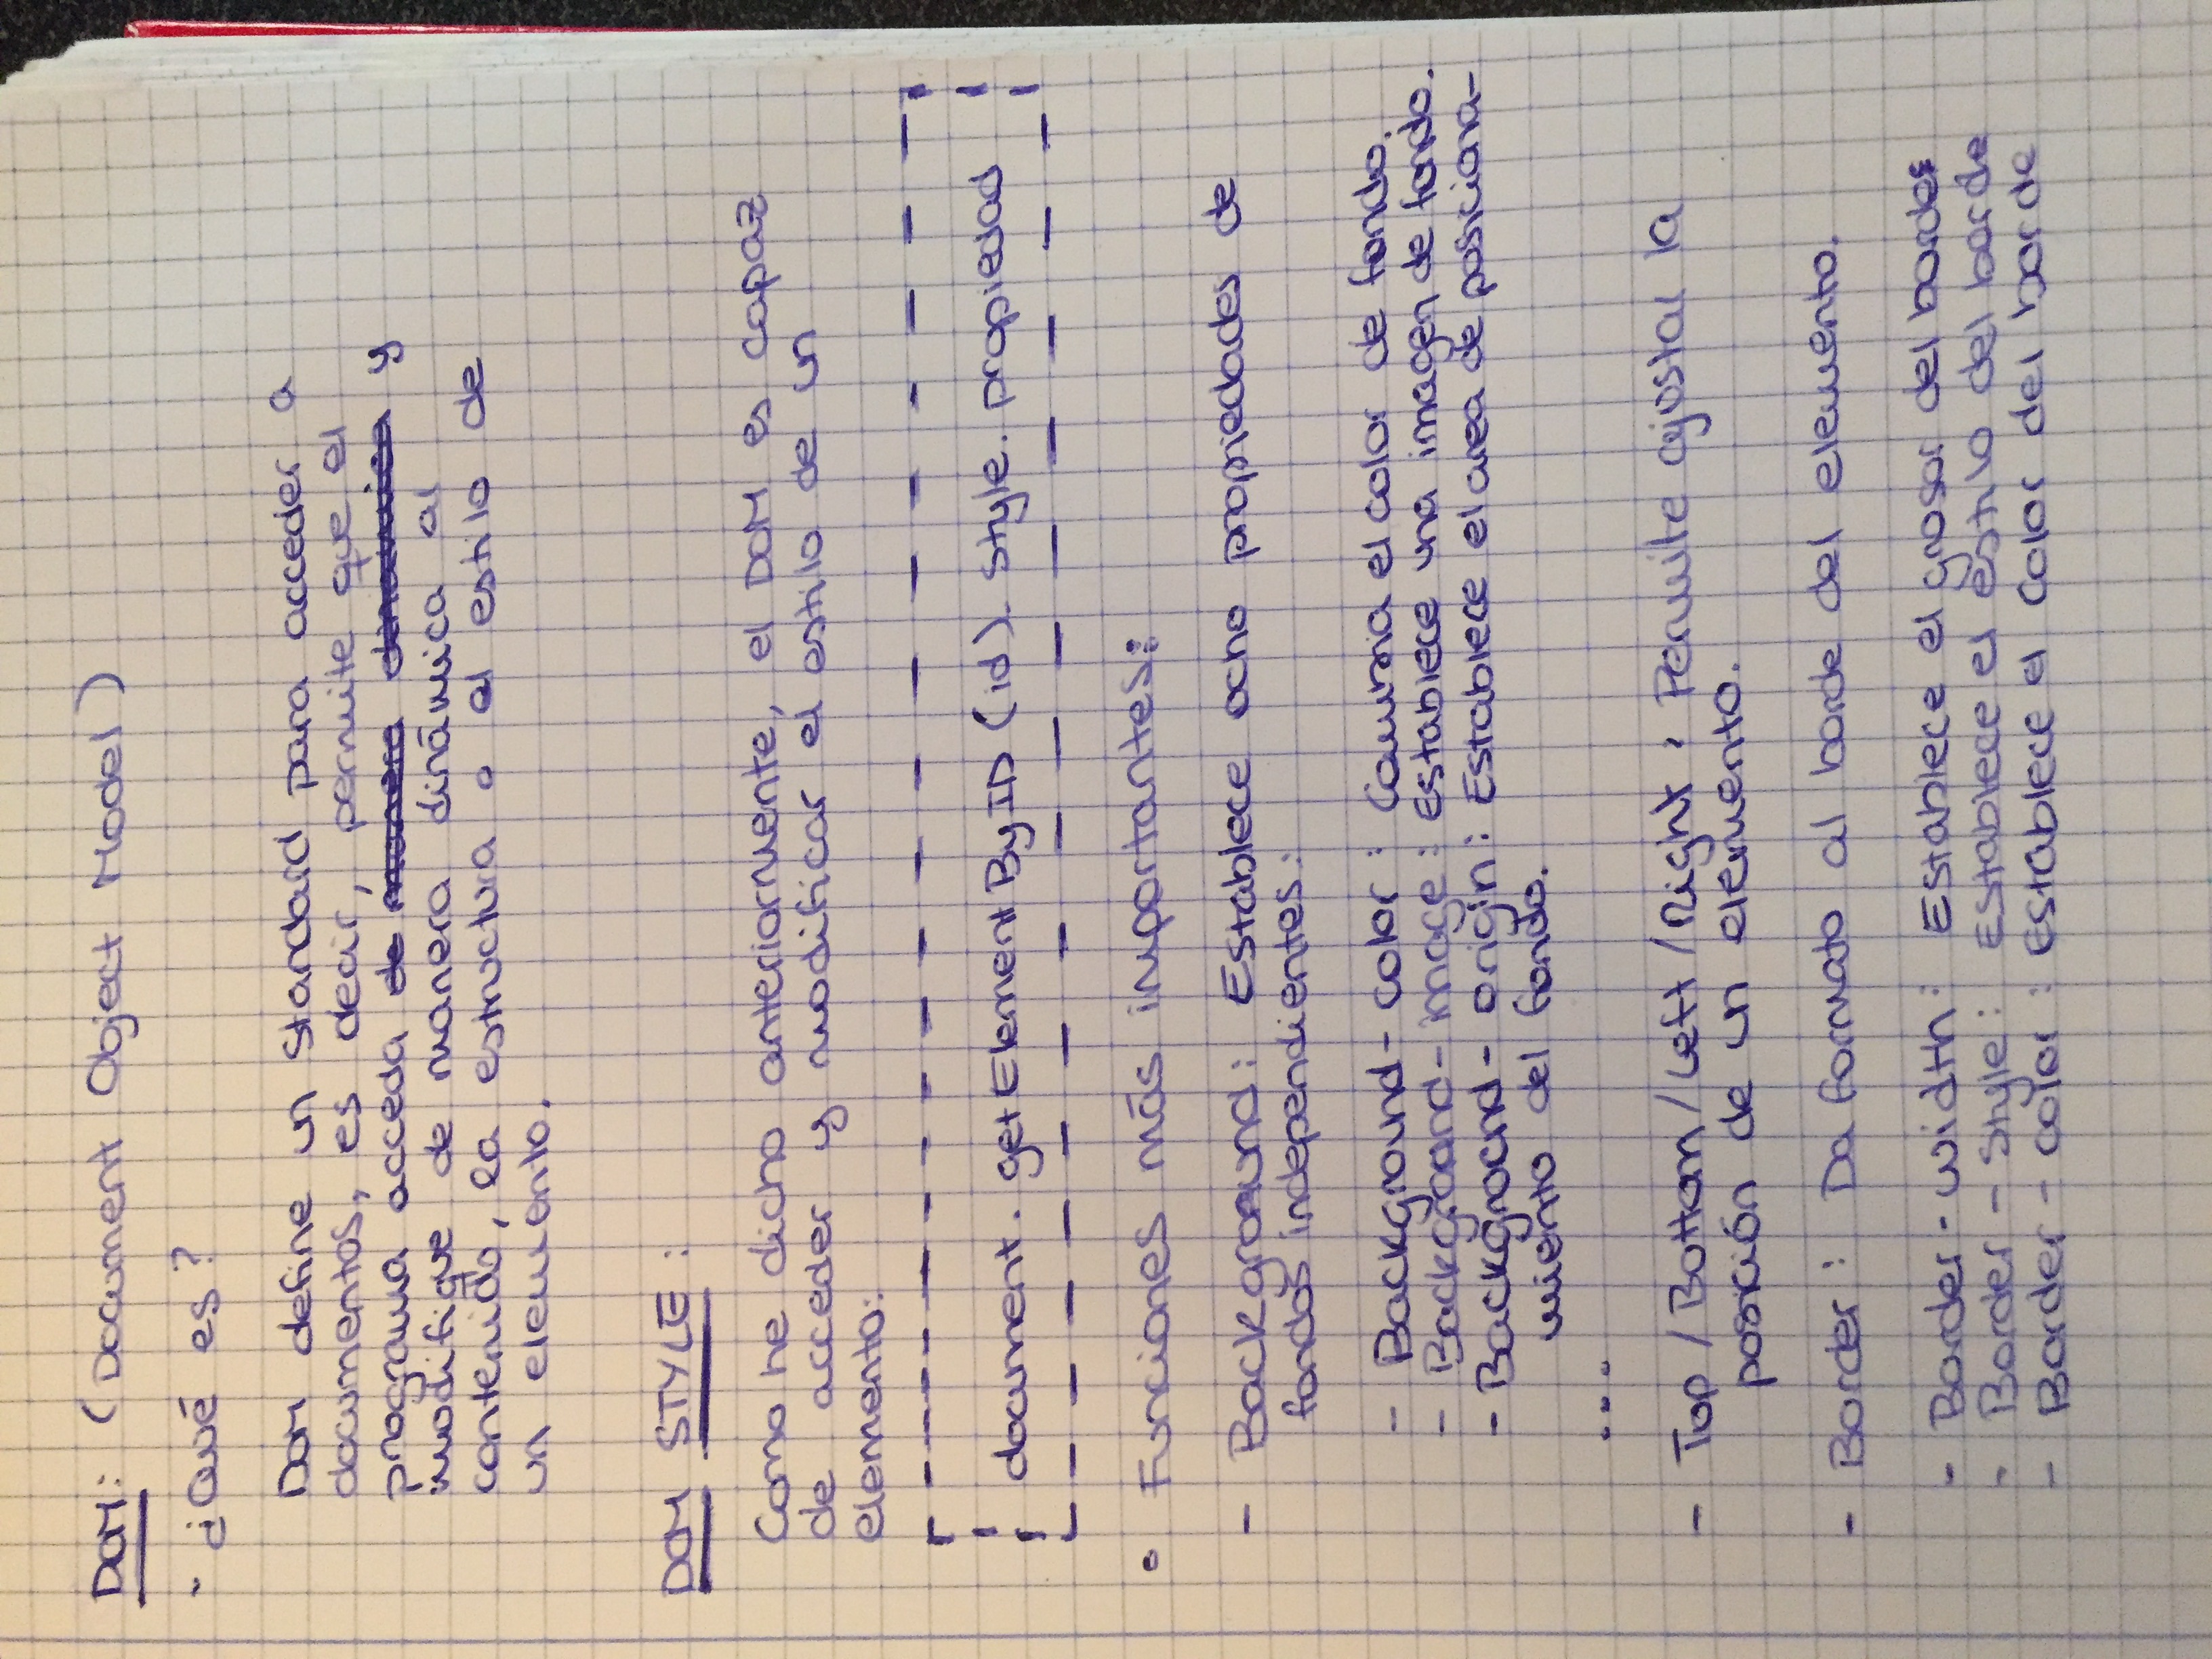 DOM: (Document Object Model)
- ¿Qué es?
DOM define un standard para acceder a
documentos, es decir, permite que el
programa acceda de manera dinamica y
modifique de manera dinámica al
contenido, la estructura o el estilo de
un elemento.
DOM STYLE:
Como he dicho anteriormente, el DOM es capaz
de acceder y modificar el estilo de un
elemento:
document. getElementByID (id). style. propiedad
• Funciones más importantes:
- Background: Establece ocho propiedades de
fondos independientes:
- Background-color: Cambia el color de fondo.
- Background-image: Establece una imagen de fondo.
- Background-origin: Establece el area de posiciona-
miento del fondo.
...
- Top/Bottom/Left/Right: Permite ajustar la
posición de un elemento.
- Border: Da formato al borde del elemento.
- Border-width: Establece el grosor del borde
- Border-style: Establece el estilo del borde
- Border-color: Establece el color del borde